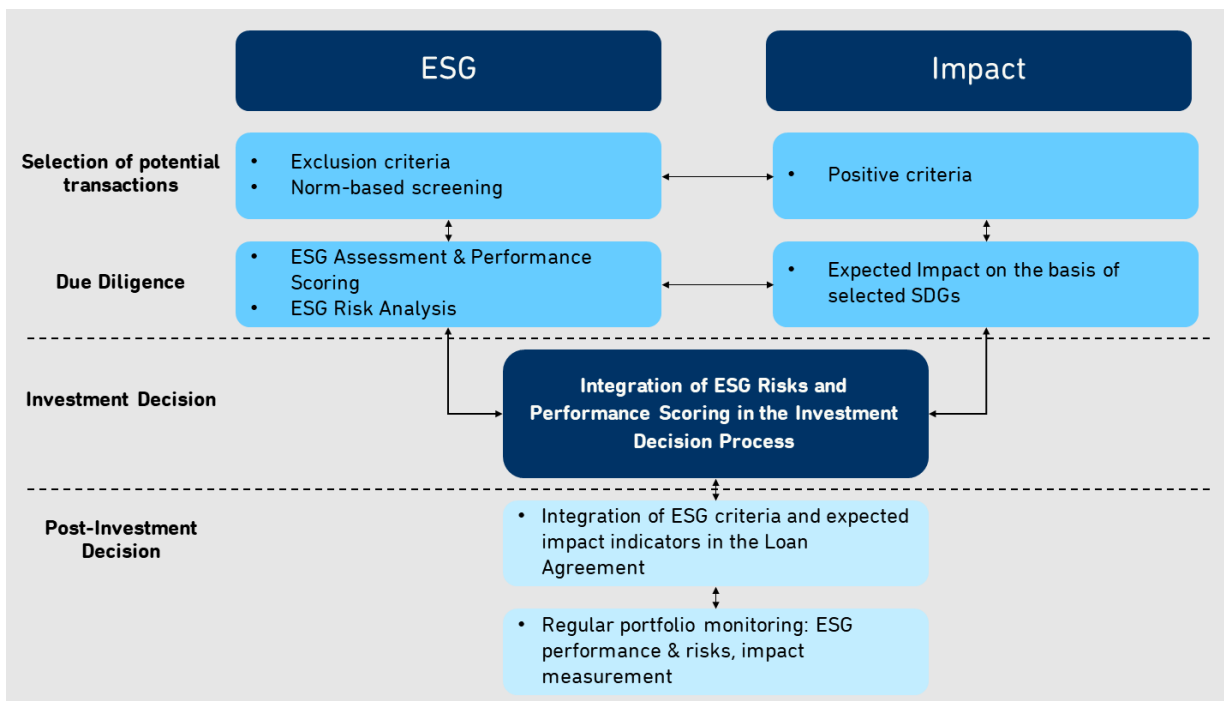 ESG
Impact
Selection of potential
transactions
• Exclusion criteria
• Norm-based screening
• Positive criteria
Due Diligence
• ESG Assessment & Performance
Scoring
• ESG Risk Analysis
• Expected Impact on the basis of
selected SDGs
Investment Decision
Integration of ESG Risks and
Performance Scoring in the Investment
Decision Process
Post-Investment
Decision
• Integration of ESG criteria and expected
impact indicators in the Loan
Agreement
• Regular portfolio monitoring: ESG
performance & risks, impact
measurement